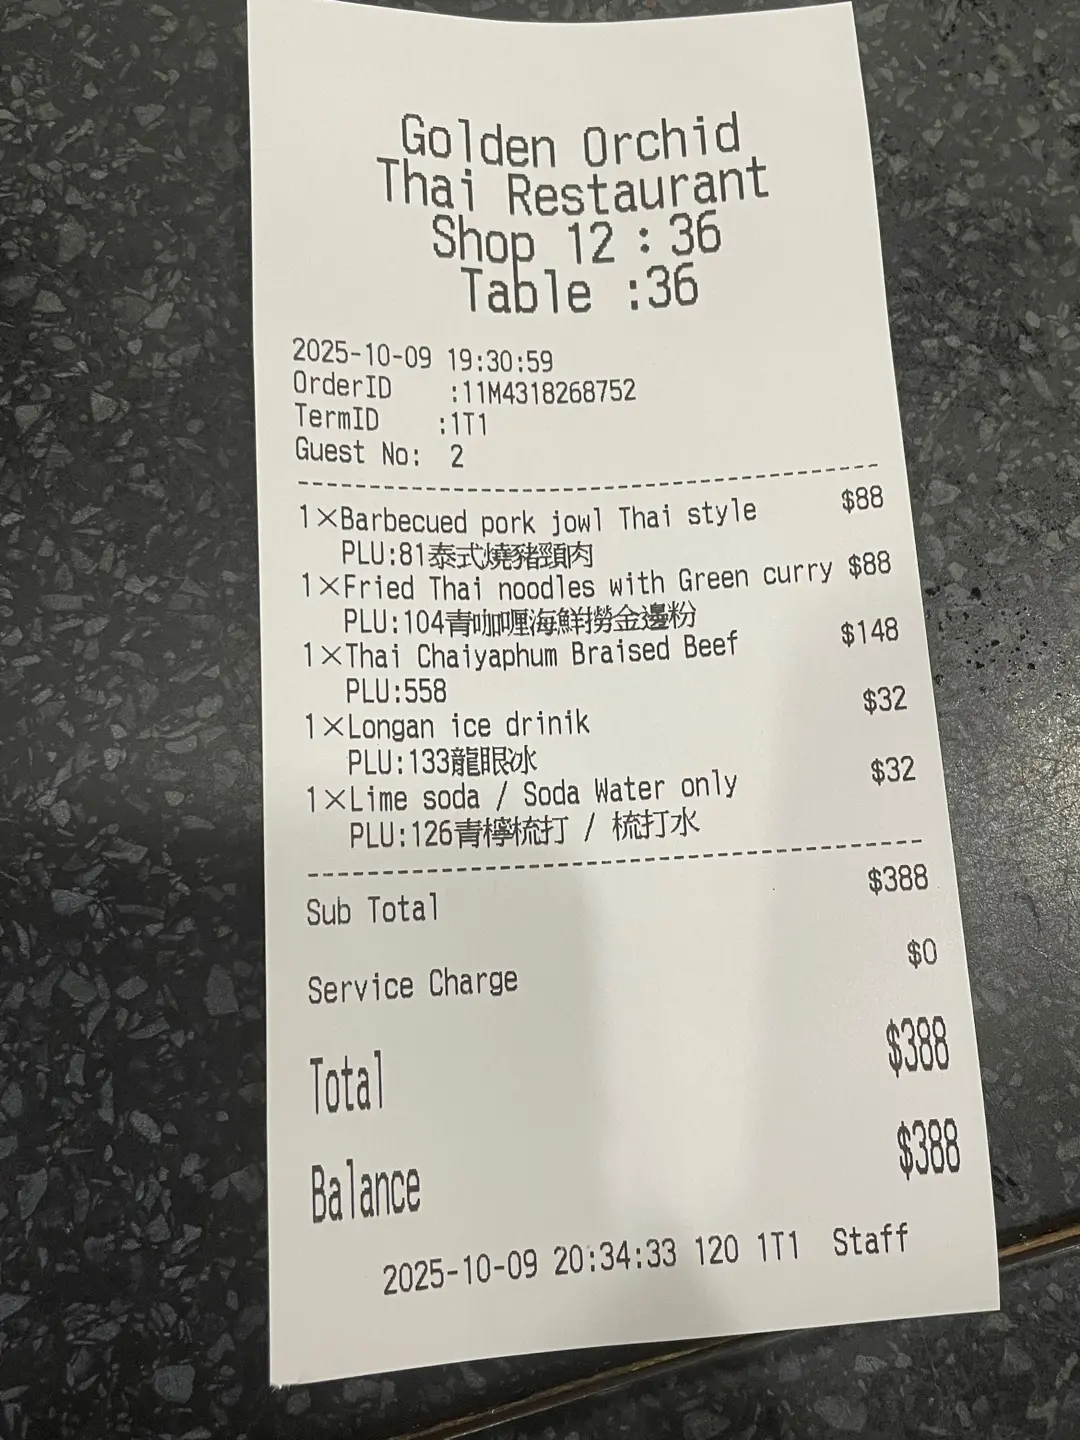 Golden Orchid
Thai Restaurant
Shop 12 : 36
Table :36
2025-10-09 19:30:59
OrderID :11M4318268752
TermID :1T1
Guest No: 2
1×Barbecued pork jowl Thai style $88
PLU:81泰式燒豬頸肉
1×Fried Thai noodles with Green curry $88
PLU:104青咖喱海鮮撈金邊粉
1×Thai Chaiyaphum Braised Beef $148
PLU:558
1×Longan ice drinik $32
PLU:133龍眼冰
1×Lime soda / Soda Water only $32
PLU:126青檸梳打 / 梳打水
Sub Total $388
Service Charge $0
Total $388
Balance $388
2025-10-09 20:34:33 120 1T1 Staff